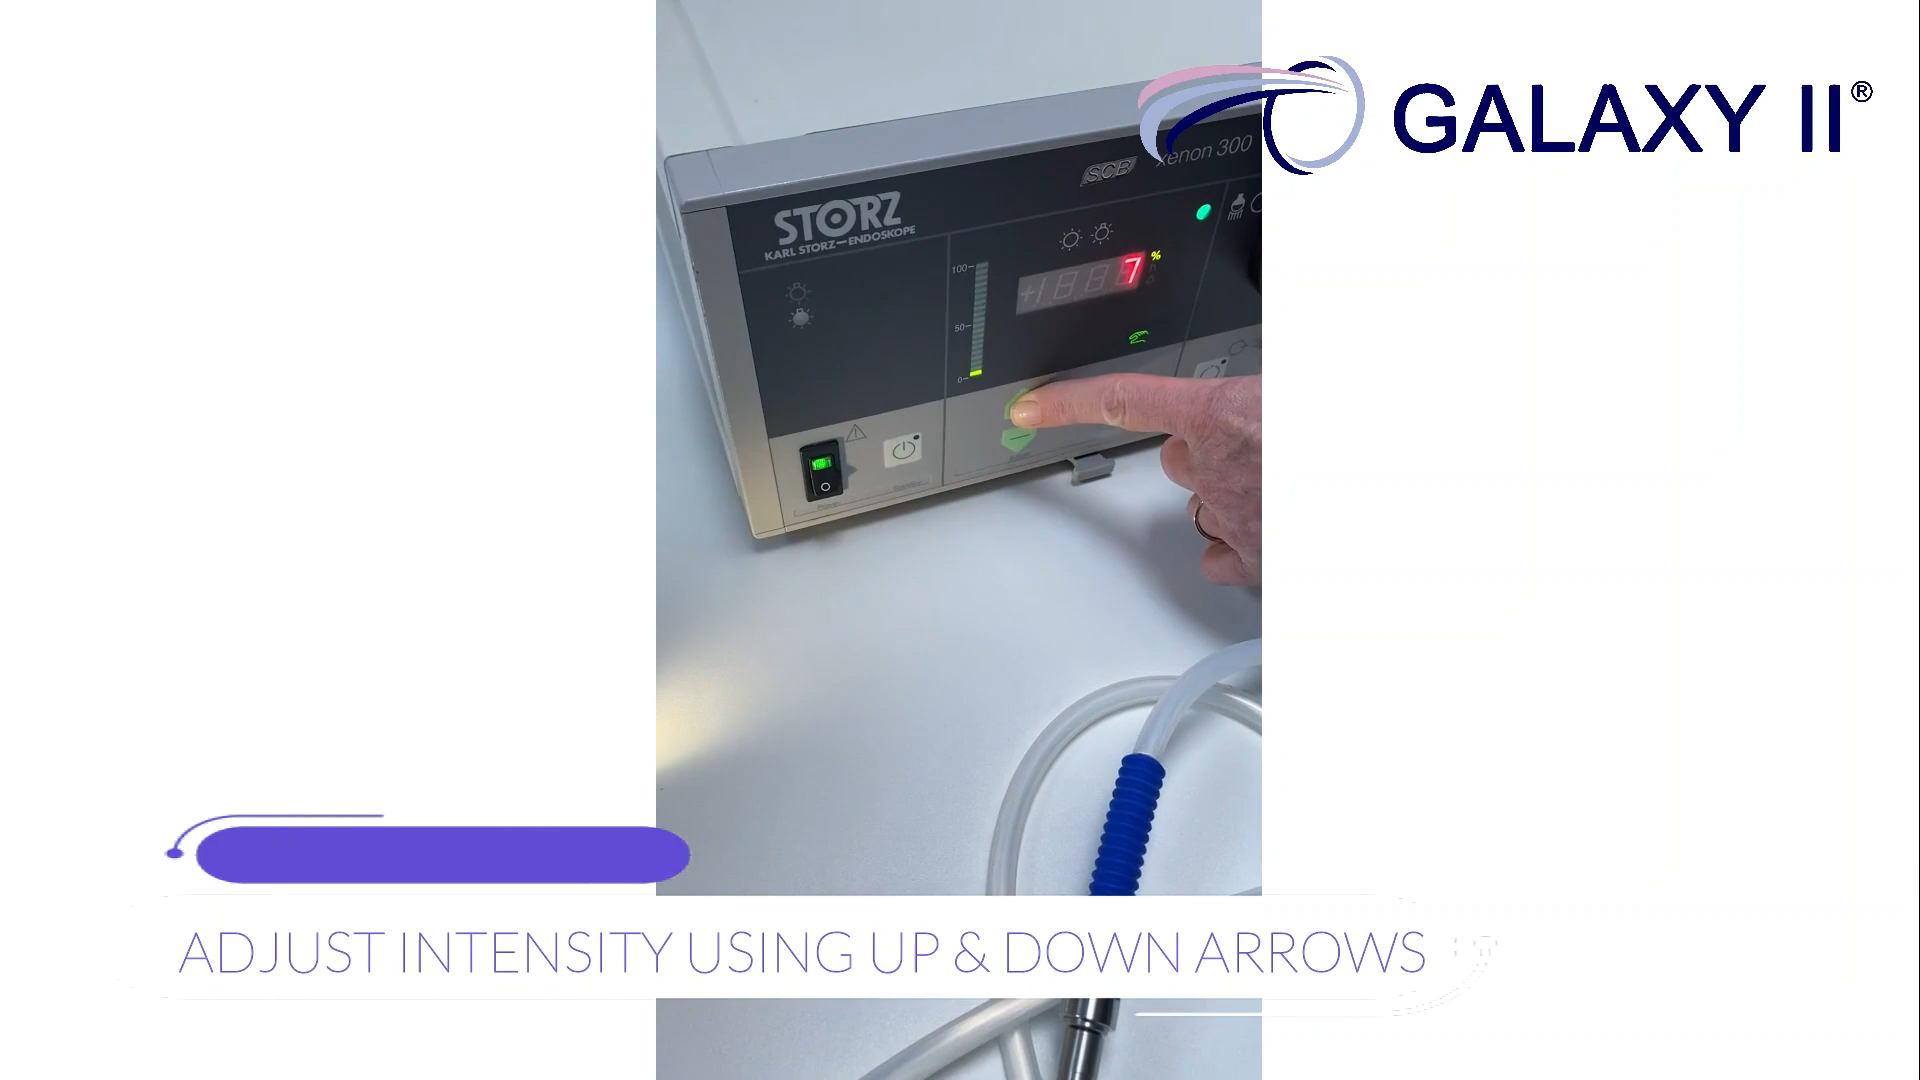 GALAXY II®
SCB xenon 300
STORZ
KARL STORZ—ENDOSKOPE
7 %
100
50
0
ADJUST INTENSITY USING UP & DOWN ARROWS